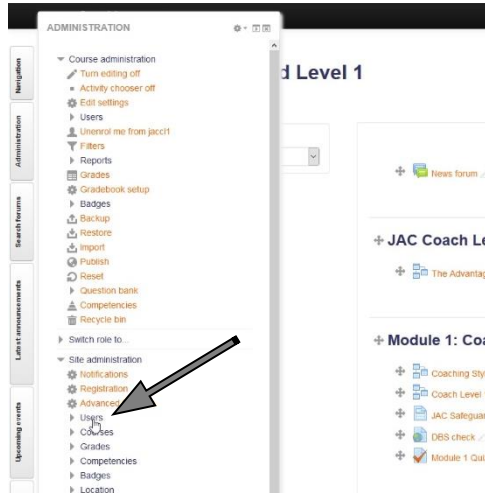 ADMINISTRATION
Course administration
Turn editing off
Activity chooser off
Edit settings
Users
Unenrol me from jaccl1
Filters
Reports
Grades
Gradebook setup
Badges
Backup
Restore
Import
Publish
Reset
Question bank
Competencies
Recycle bin
Switch role to...
Site administration
Notifications
Registration
Advanced
Users
Courses
Grades
Competencies
Badges
Location
Navigation
Administration
Search forums
Latest announcements
Upcoming events
d Level 1
News forum
JAC Coach Le
The Advantag
Module 1: Coa
Coaching Sty
Coach Level
JAC Safeguar
DBS check
Module 1 Qui